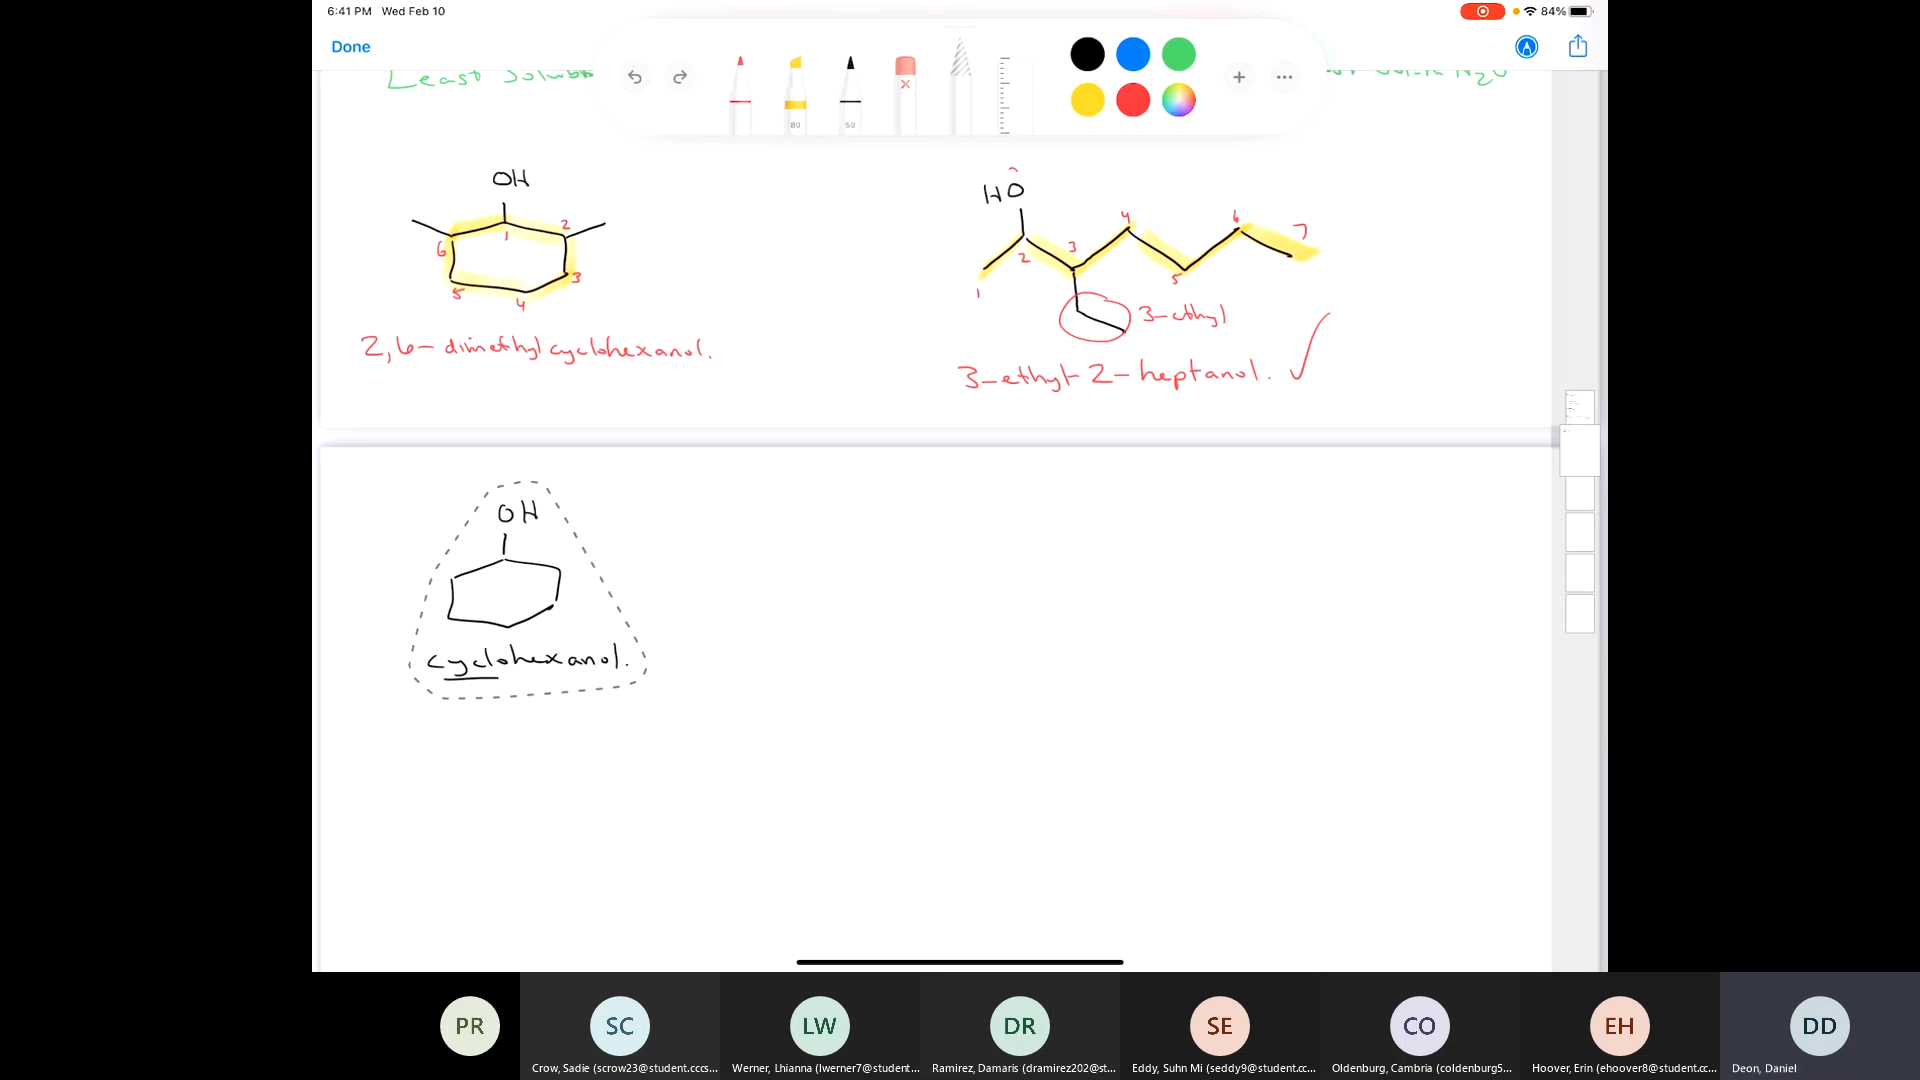 6:41 PM Wed Feb 10
84%
Done
80
50
Least
OH
1
2
3
4
5
6
2,6-dimethylcyclohexanol.
HO
1
2
3
4
5
6
7
3-ethyl
3-ethyl-2-heptanol. ✓
OH
cyclohexanol.
PR
SC
LW
DR
SE
CO
EH
DD
Crow, Sadie (scrow23@student.cccs...
Werner, Lhianna (lwerner7@student...
Ramirez, Damaris (dramirez202@st...
Eddy, Suhn Mi (seddy9@student.cc...
Oldenburg, Cambria (coldenburg5...
Hoover, Erin (ehoover8@student.cc...
Deon, Daniel